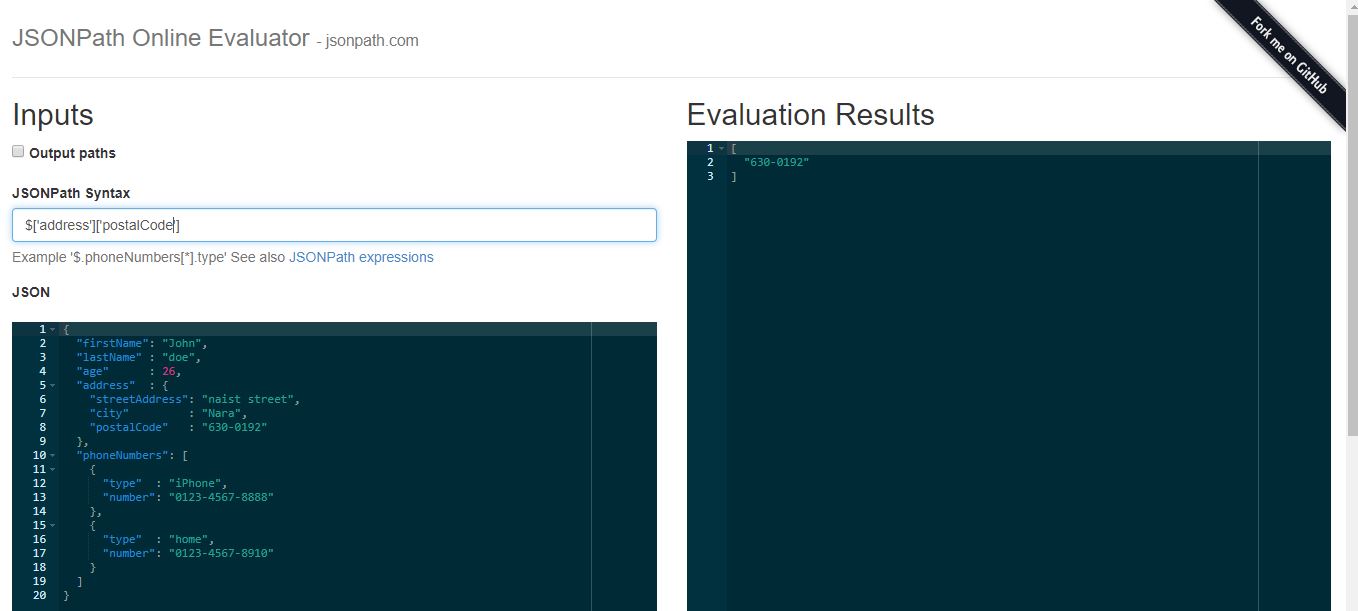 JSONPath Online Evaluator - jsonpath.com
Fork me on GitHub
Inputs
Output paths
JSONPath Syntax
$['address']['postalCode']
Example '$.phoneNumbers[*].type' See also JSONPath expressions
JSON
1 {
2 "firstName": "John",
3 "lastName" : "doe",
4 "age" : 26,
5 "address" : {
6 "streetAddress": "naist street",
7 "city" : "Nara",
8 "postalCode" : "630-0192"
9 },
10 "phoneNumbers": [
11 {
12 "type" : "iPhone",
13 "number": "0123-4567-8888"
14 },
15 {
16 "type" : "home",
17 "number": "0123-4567-8910"
18 }
19 ]
20 }
Evaluation Results
1 [
2 "630-0192"
3 ]